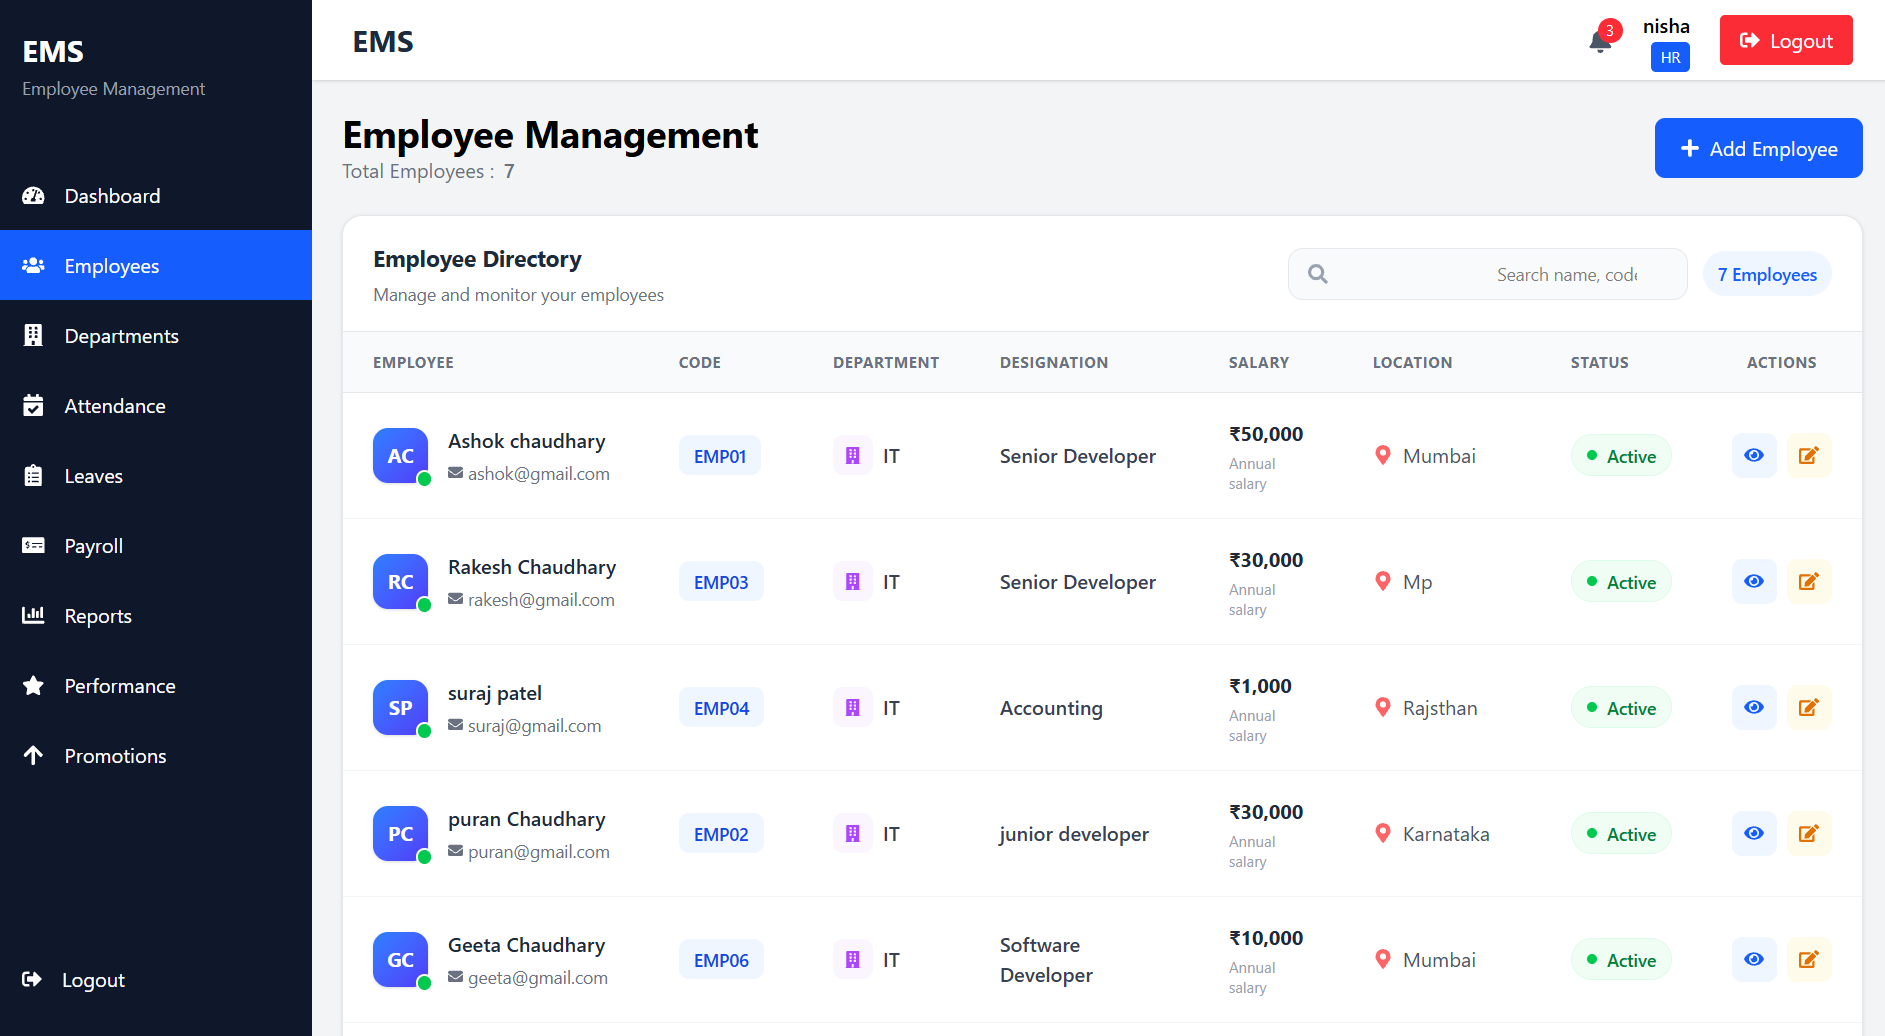 EMS
Employee Management
Dashboard
Employees
Departments
Attendance
Leaves
Payroll
Reports
Performance
Promotions
Logout
EMS
3
nisha
HR
Logout
Employee Management
Total Employees : 7
Add Employee
Employee Directory
Manage and monitor your employees
Search name, code
7 Employees
EMPLOYEE CODE DEPARTMENT DESIGNATION SALARY LOCATION STATUS ACTIONS
AC
Ashok chaudhary
ashok@gmail.com
EMP01
IT
Senior Developer
₹50,000
Annual
salary
Mumbai
Active
RC
Rakesh Chaudhary
rakesh@gmail.com
EMP03
IT
Senior Developer
₹30,000
Annual
salary
Mp
Active
SP
suraj patel
suraj@gmail.com
EMP04
IT
Accounting
₹1,000
Annual
salary
Rajsthan
Active
PC
puran Chaudhary
puran@gmail.com
EMP02
IT
junior developer
₹30,000
Annual
salary
Karnataka
Active
GC
Geeta Chaudhary
geeta@gmail.com
EMP06
IT
Software
Developer
₹10,000
Annual
salary
Mumbai
Active